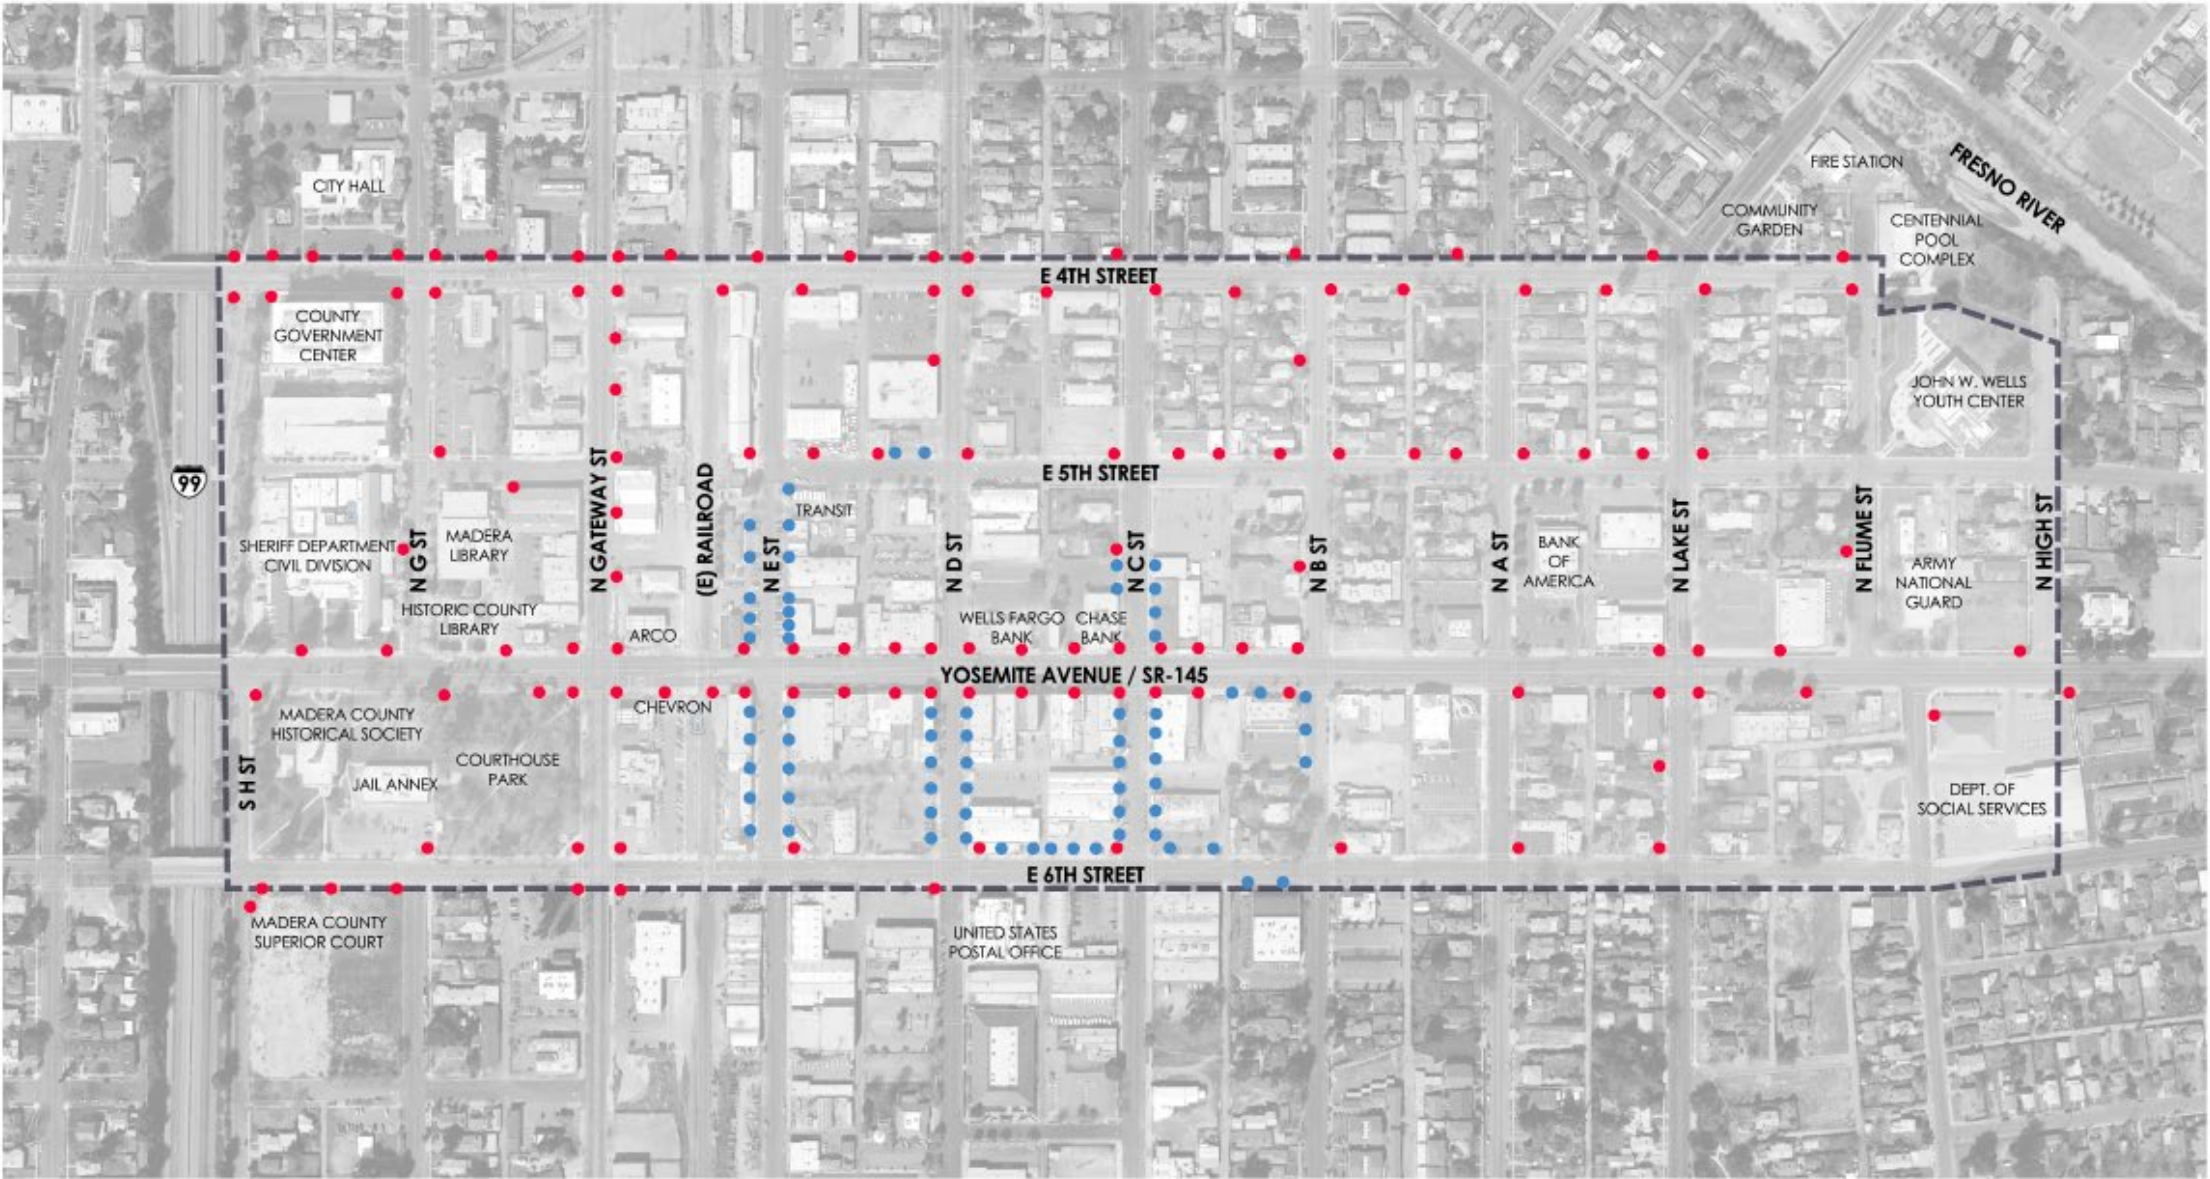 CITY HALL
FIRE STATION
FRESNO RIVER
COMMUNITY
GARDEN
CENTENNIAL
POOL
COMPLEX
E 4TH STREET
COUNTY
GOVERNMENT
CENTER
JOHN W. WELLS
YOUTH CENTER
99
E 5TH STREET
SHERIFF DEPARTMENT
CIVIL DIVISION
N G ST
MADERA
LIBRARY
HISTORIC COUNTY
LIBRARY
N GATEWAY ST
ARCO
(E) RAILROAD
N E ST
TRANSIT
N D ST
WELLS FARGO
BANK
CHASE
BANK
N C ST
N B ST
N A ST
BANK
OF
AMERICA
N LAKE ST
N FLUME ST
ARMY
NATIONAL
GUARD
N HIGH ST
YOSEMITE AVENUE / SR-145
S H ST
MADERA COUNTY
HISTORICAL SOCIETY
JAIL ANNEX
COURTHOUSE
PARK
CHEVRON
DEPT. OF
SOCIAL SERVICES
E 6TH STREET
MADERA COUNTY
SUPERIOR COURT
UNITED STATES
POSTAL OFFICE